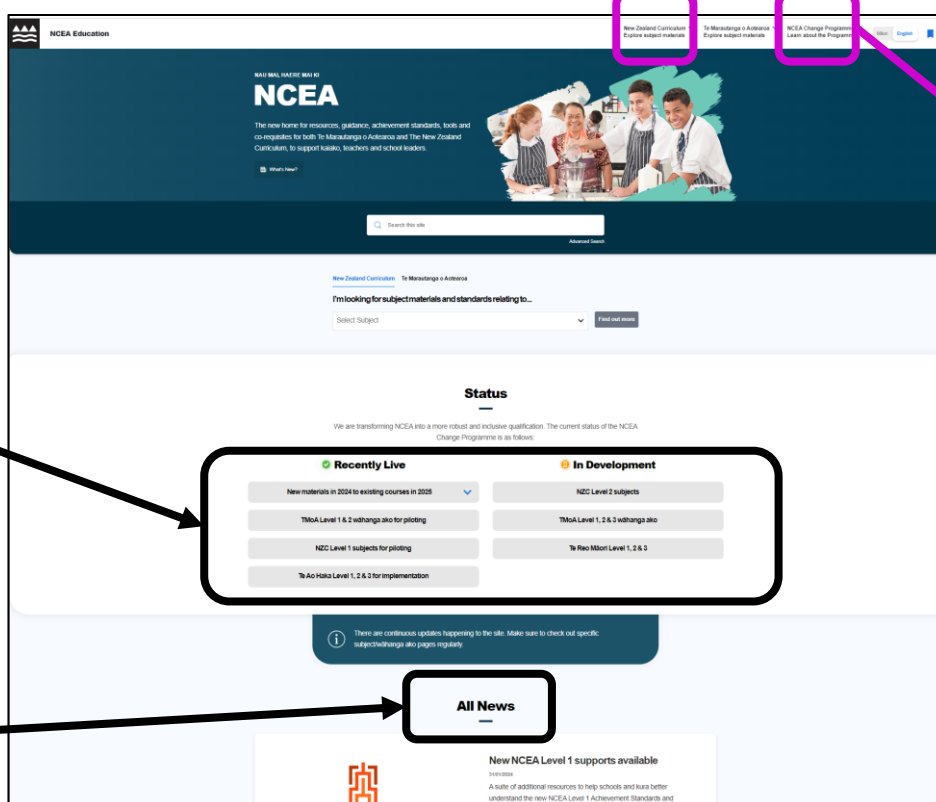 NCEA Education
New Zealand Curriculum
Explore subject materials
Te Marautanga o Aotearoa
Explore subject materials
NCEA Change Programme
Learn about the Programme
Māori English
NAU MAI, HAERE MAI KI
NCEA
The new home for resources, guidance, achievement standards, tools and
co-requisites for both Te Marautanga o Aotearoa and The New Zealand
Curriculum, to support kaiako, teachers and school leaders.
What's New?
Search this site
Advanced Search
New Zealand Curriculum Te Marautanga o Aotearoa
I'm looking for subject materials and standards relating to...
Select Subject
Find out more
Status
We are transforming NCEA into a more robust and inclusive qualification. The current status of the NCEA
Change Programme is as follows:
Recently Live
In Development
New materials in 2024 to existing courses in 2025
NZC Level 2 subjects
TMoA Level 1 & 2 wāhanga ako for piloting
TMoA Level 1, 2 & 3 wāhanga ako
NZC Level 1 subjects for piloting
Te Reo Māori Level 1, 2 & 3
Te Ao Haka Level 1, 2 & 3 for implementation
There are continuous updates happening to the site. Make sure to check out specific
subject/wāhanga ako pages regularly.
All News
New NCEA Level 1 supports available
31/01/2024
A suite of additional resources to help schools and kura better
understand the new NCEA Level 1 Achievement Standards and